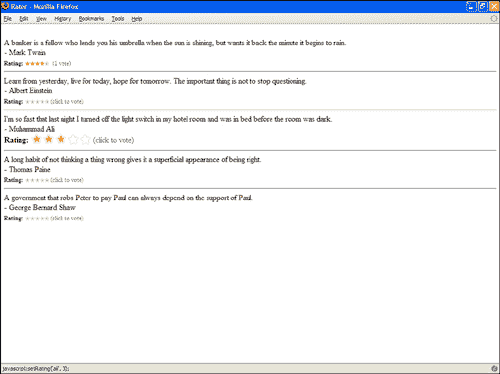 Rater - Mozilla Firefox
File Edit View History Bookmarks Tools Help
A banker is a fellow who lends you his umbrella when the sun is shining, but wants it back the minute it begins to rain.
- Mark Twain
Rating: (1 vote)
Learn from yesterday, live for today, hope for tomorrow. The important thing is not to stop questioning.
- Albert Einstein
Rating: (click to vote)
I'm so fast that last night I turned off the light switch in my hotel room and was in bed before the room was dark.
- Muhammad Ali
Rating: (click to vote)
A long habit of not thinking a thing wrong gives it a superficial appearance of being right.
- Thomas Paine
Rating: (click to vote)
A government that robs Peter to pay Paul can always depend on the support of Paul.
- George Bernard Shaw
Rating: (click to vote)
javascript:setRating('ali', 3);